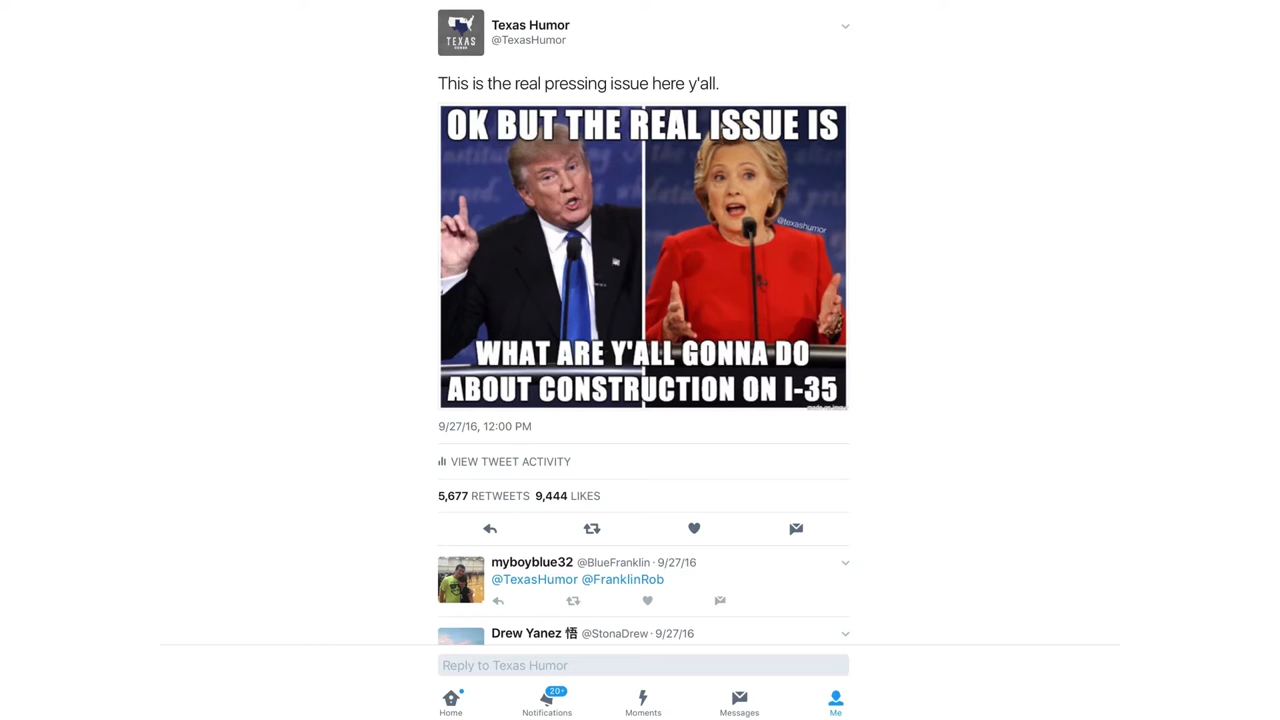 TEXAS
Texas Humor
@TexasHumor
This is the real pressing issue here y'all.
OK BUT THE REAL ISSUE IS
@texashumor
WHAT ARE Y'ALL GONNA DO
ABOUT CONSTRUCTION ON I-35
9/27/16, 12:00 PM
VIEW TWEET ACTIVITY
5,677 RETWEETS 9,444 LIKES
myboyblue32 @BlueFranklin · 9/27/16
@TexasHumor @FranklinRob
Drew Yanez 悟 @StonaDrew · 9/27/16
Reply to Texas Humor
20+
Home Notifications Moments Messages Me